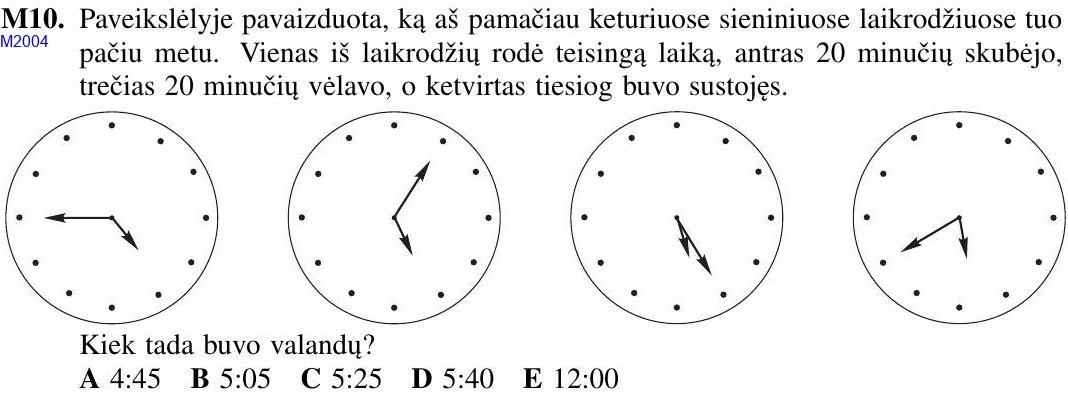 M10. Paveikslėlyje pavaizduota, ką aš pamačiau keturiuose sieniniuose laikrodžiuose tuo
M2004
pačiu metu. Vienas iš laikrodžių rodė teisingą laiką, antras 20 minučių skubėjo,
trečias 20 minučių vėlavo, o ketvirtas tiesiog buvo sustojęs.
Kiek tada buvo valandų?
A 4:45 B 5:05 C 5:25 D 5:40 E 12:00